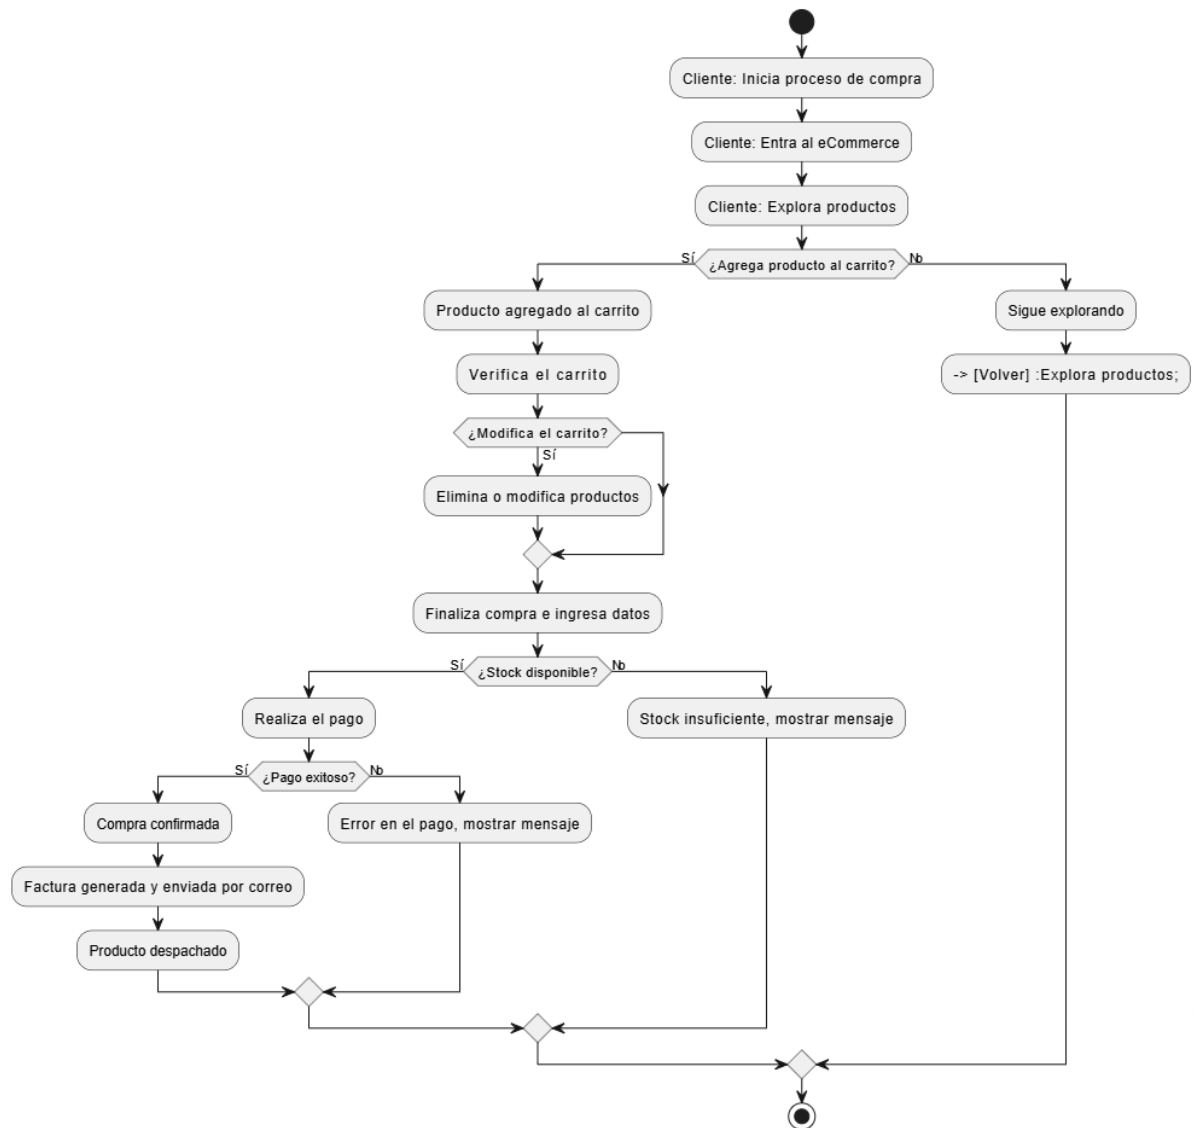 Cliente: Inicia proceso de compra
Cliente: Entra al eCommerce
Cliente: Explora productos
Sí
¿Agrega producto al carrito?
No
Producto agregado al carrito
Sigue explorando
Verifica el carrito
-> [Volver] :Explora productos;
¿Modifica el carrito?
Sí
Elimina o modifica productos
Finaliza compra e ingresa datos
Sí
¿Stock disponible?
No
Realiza el pago
Stock insuficiente, mostrar mensaje
Sí
¿Pago exitoso?
No
Compra confirmada
Error en el pago, mostrar mensaje
Factura generada y enviada por correo
Producto despachado